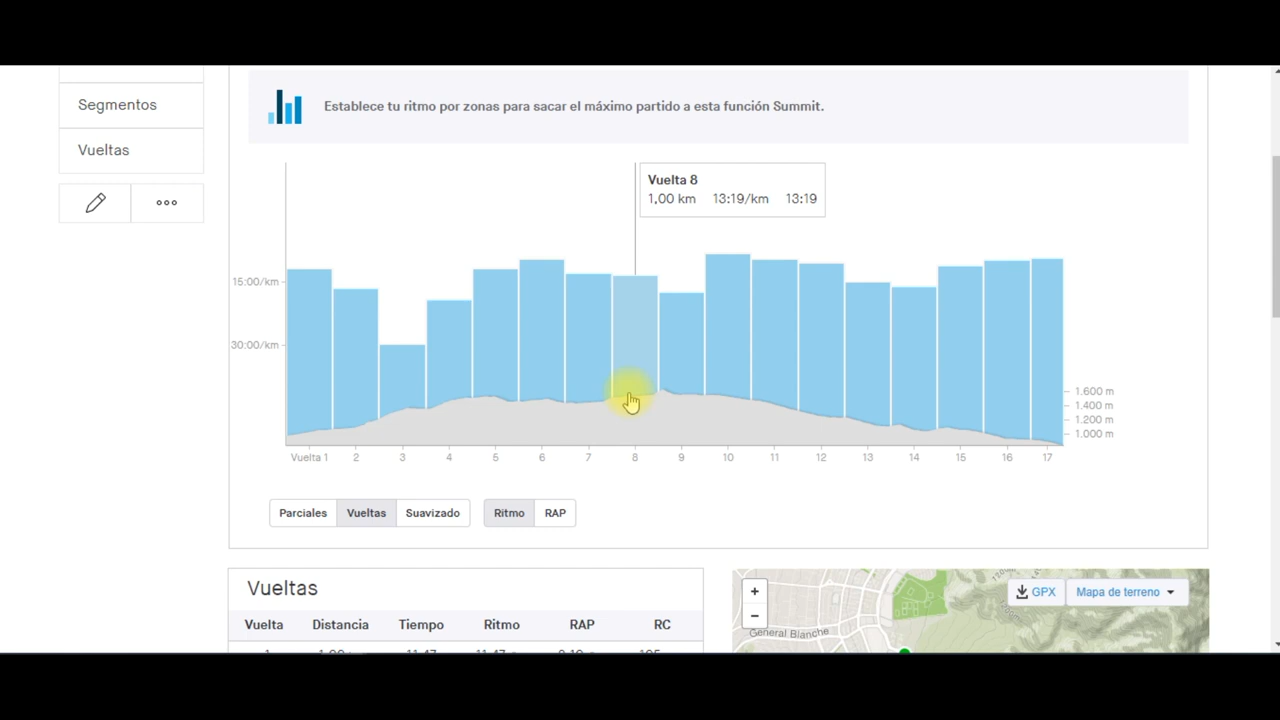 Segmentos
Vueltas
Establece tu ritmo por zonas para sacar el máximo partido a esta función Summit.
Vuelta 8
1,00 km 13:19/km 13:19
15:00/km
30:00/km
1.600 m
1.400 m
1.200 m
1.000 m
Vuelta 1 2 3 4 5 6 7 8 9 10 11 12 13 14 15 16 17
Parciales Vueltas Suavizado Ritmo RAP
Vueltas
Vuelta Distancia Tiempo Ritmo RAP RC
+
−
GPX Mapa de terreno
General Blanche